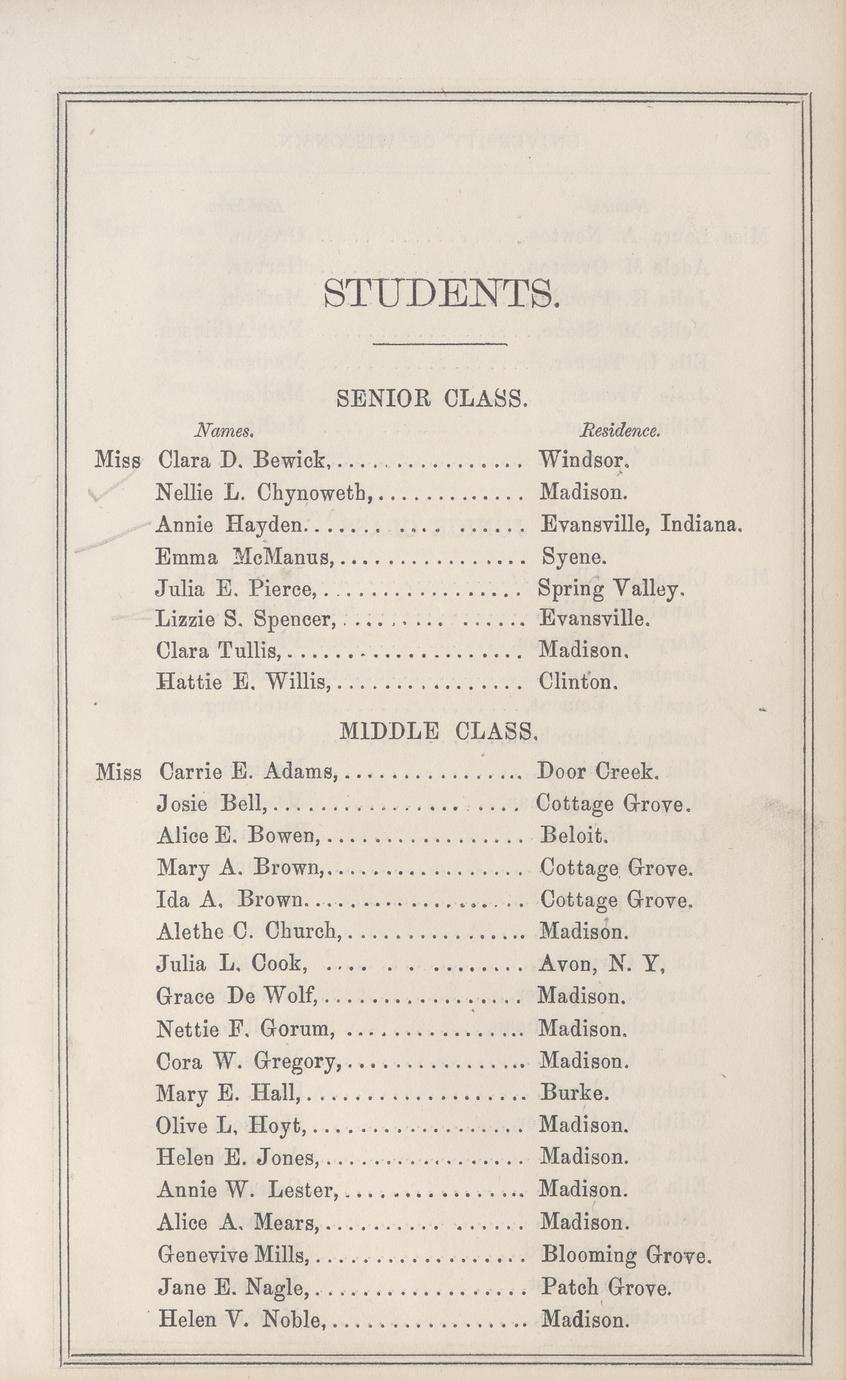 STUDENTS.
SENIOR CLASS.
Names. Residence.
Miss Clara D. Bewick,................ Windsor.
Nellie L. Chynoweth,............. Madison.
Annie Hayden....... .... ...... Evansville, Indiana.
Emma McManus,................ Syene.
Julia E. Pierce,................. Spring Valley.
Lizzie S. Spencer,......... ...... Evansville.
Clara Tullis,.................... Madison.
Hattie E. Willis,................ Clinton.
MIDDLE CLASS.
Miss Carrie E. Adams,................ Door Creek.
Josie Bell,..................... Cottage Grove.
Alice E. Bowen,................. Beloit.
Mary A. Brown,................. Cottage Grove.
Ida A. Brown................... Cottage Grove.
Alethe C. Church,................ Madison.
Julia L. Cook, .... . . ........ Avon, N. Y,
Grace De Wolf,................. Madison.
Nettie F. Gorum, ................ Madison.
Cora W. Gregory,................ Madison.
Mary E. Hall,................... Burke.
Olive L, Hoyt,.................. Madison.
Helen E. Jones,................. Madison.
Annie W. Lester,................ Madison.
Alice A. Mears,.......... ...... Madison.
Genevive Mills,.................. Blooming Grove.
Jane E. Nagle,.................. Patch Grove.
Helen V. Noble,................. Madison.